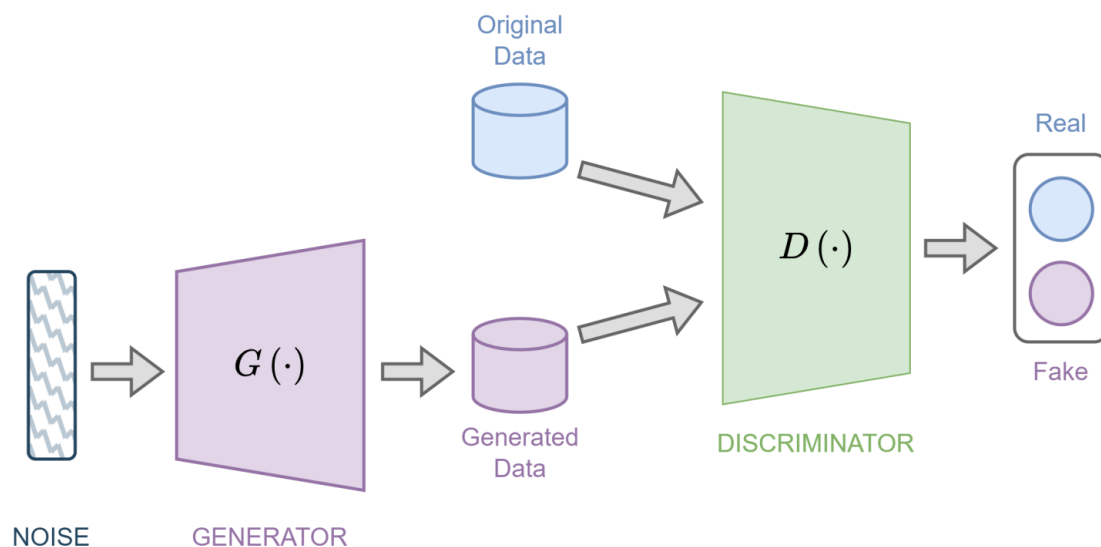 Original
Data
Real
D (·)
G (·)
Fake
Generated
Data
DISCRIMINATOR
NOISE
GENERATOR